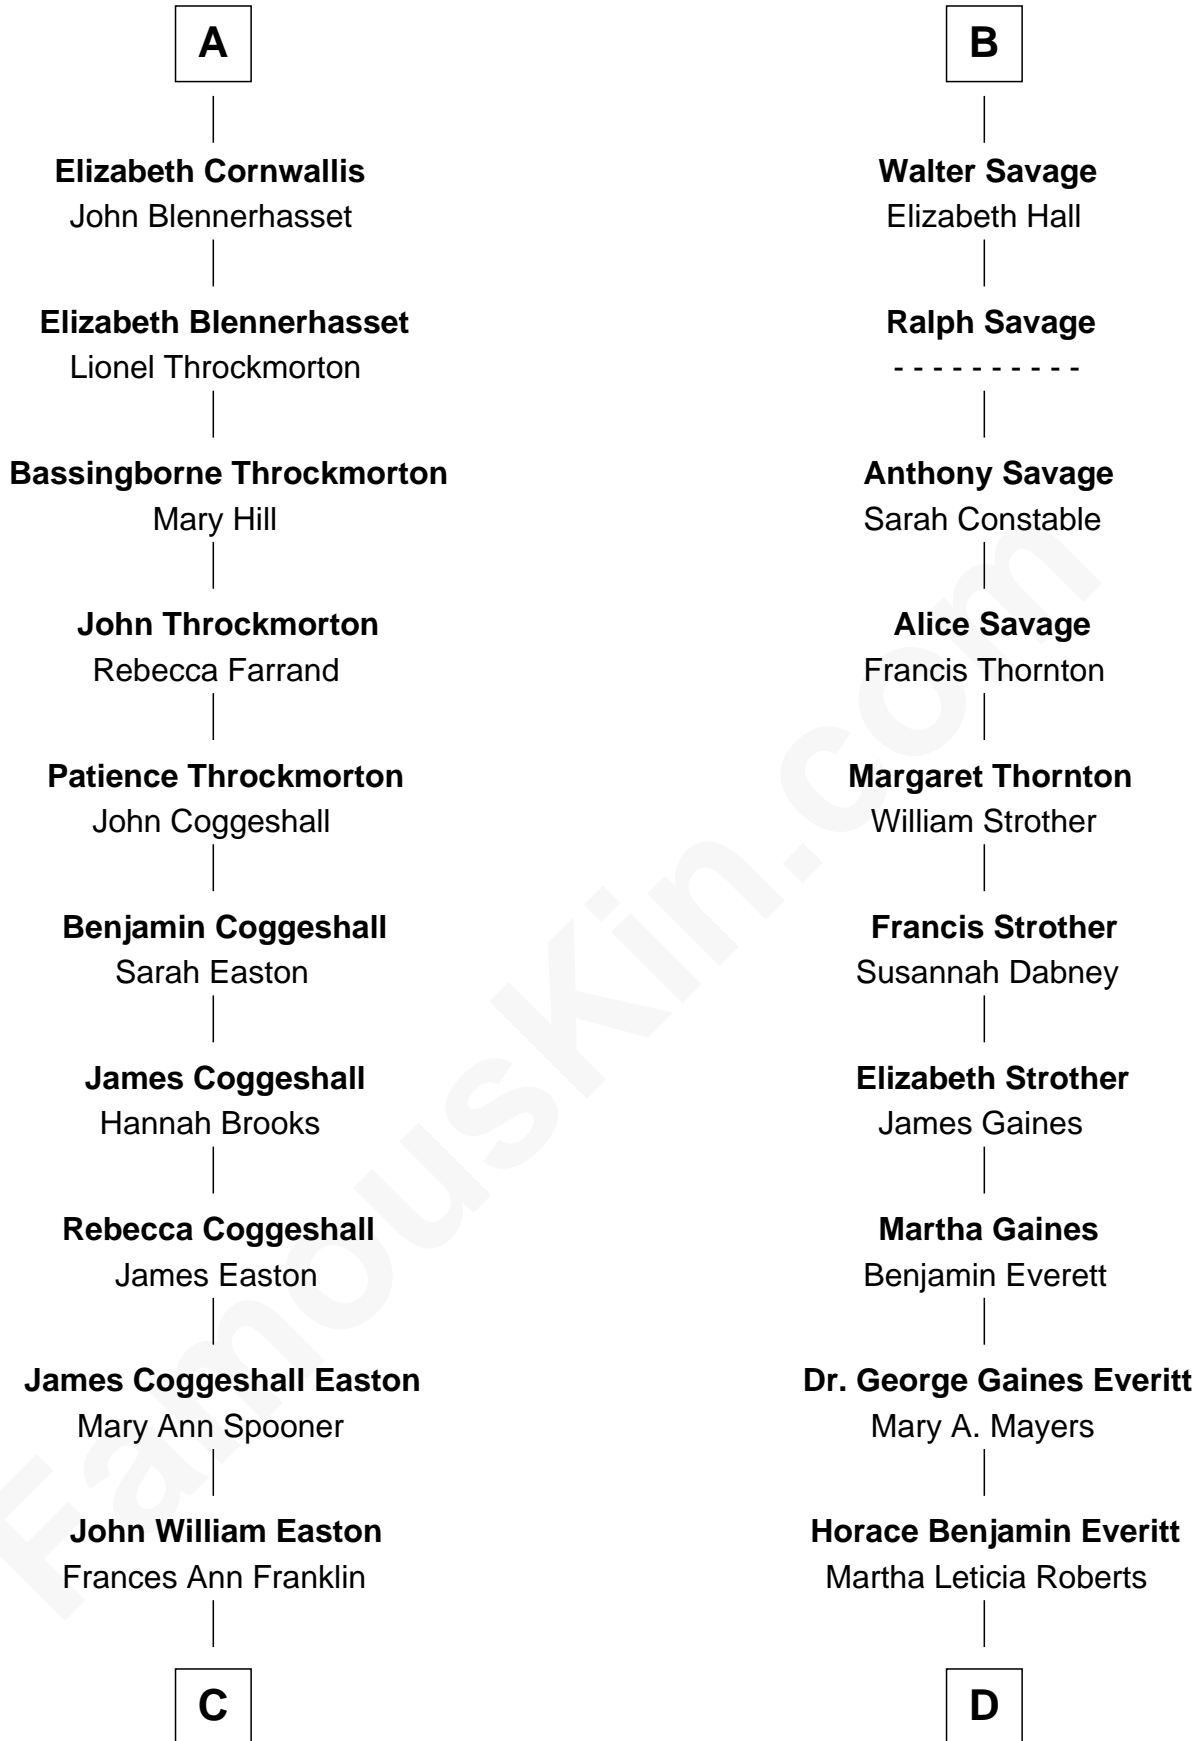 A
Elizabeth Cornwallis
John Blennerhasset
Elizabeth Blennerhasset
Lionel Throckmorton
Bassingborne Throckmorton
Mary Hill
John Throckmorton
Rebecca Farrand
Patience Throckmorton
John Coggeshall
Benjamin Coggeshall
Sarah Easton
James Coggeshall
Hannah Brooks
Rebecca Coggeshall
James Easton
James Coggeshall Easton
Mary Ann Spooner
John William Easton
Frances Ann Franklin
C
B
Walter Savage
Elizabeth Hall
Ralph Savage
- - - - - - - - - -
Anthony Savage
Sarah Constable
Alice Savage
Francis Thornton
Margaret Thornton
William Strother
Francis Strother
Susannah Dabney
Elizabeth Strother
James Gaines
Martha Gaines
Benjamin Everett
Dr. George Gaines Everitt
Mary A. Mayers
Horace Benjamin Everitt
Martha Leticia Roberts
D
FamousKin.com